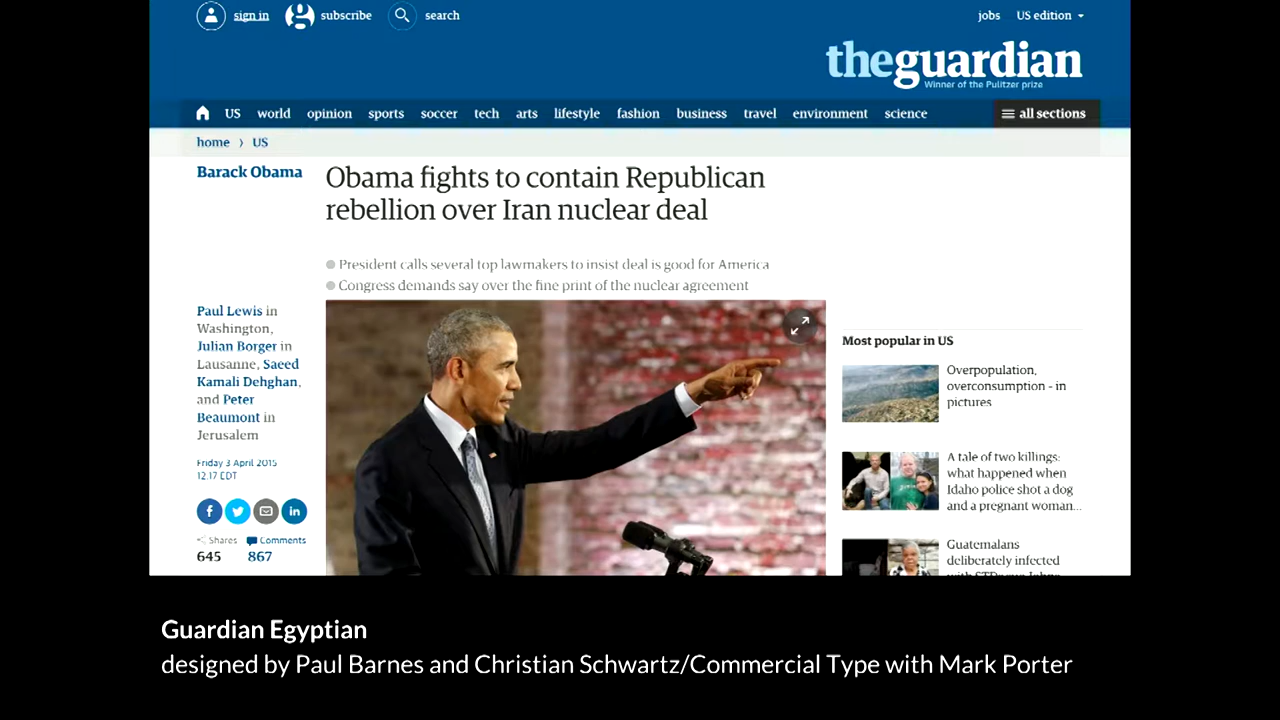 sign in subscribe search jobs US edition
theguardian
Winner of the Pulitzer prize
US world opinion sports soccer tech arts lifestyle fashion business travel environment science all sections
home › US
Barack Obama
Obama fights to contain Republican
rebellion over Iran nuclear deal
President calls several top lawmakers to insist deal is good for America
Congress demands say over the fine print of the nuclear agreement
Paul Lewis in
Washington,
Julian Borger in
Lausanne, Saeed
Kamali Dehghan,
and Peter
Beaumont in
Jerusalem
Friday 3 April 2015
12.17 EDT
Shares Comments
645 867
Most popular in US
Overpopulation,
overconsumption - in
pictures
A tale of two killings:
what happened when
Idaho police shot a dog
and a pregnant woman...
Guatemalans
deliberately infected
Guardian Egyptian
designed by Paul Barnes and Christian Schwartz/Commercial Type with Mark Porter